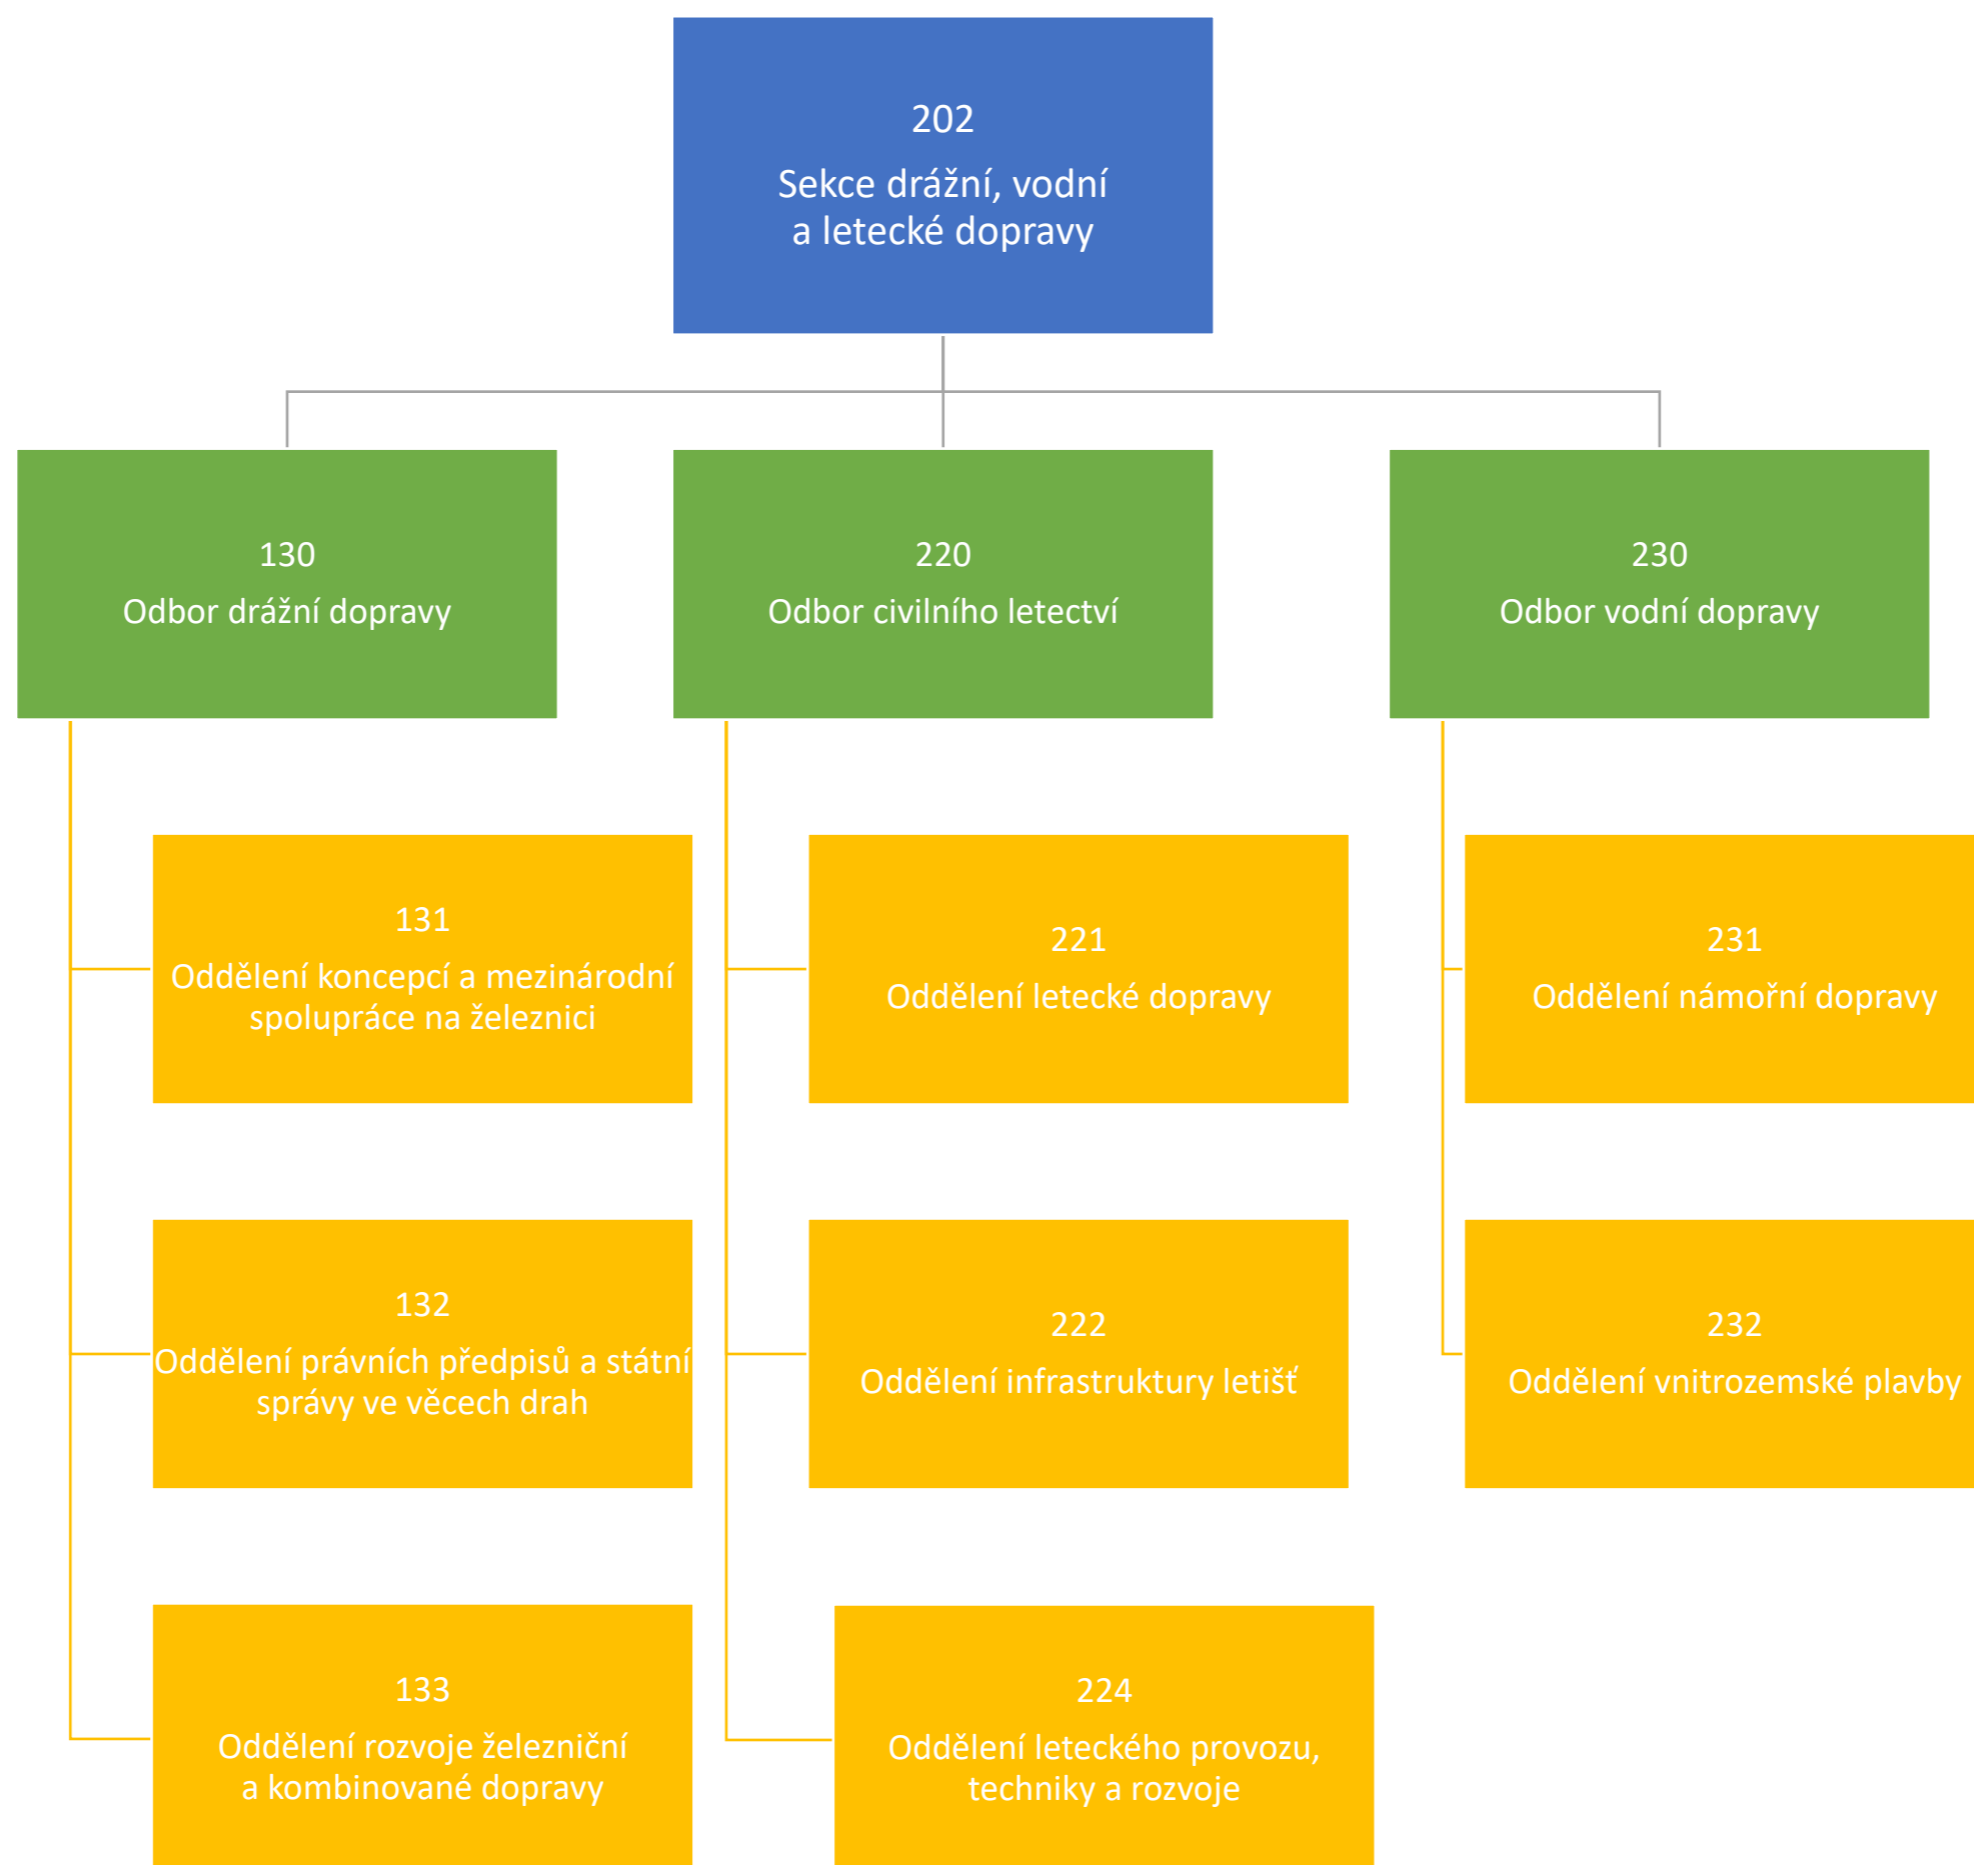 202
Sekce drážní, vodní
a letecké dopravy
130
Odbor drážní dopravy
220
Odbor civilního letectví
230
Odbor vodní dopravy
131
Oddělení koncepcí a mezinárodní
spolupráce na železnici
221
Oddělení letecké dopravy
231
Oddělení námořní dopravy
132
Oddělení právních předpisů a státní
správy ve věcech drah
222
Oddělení infrastruktury letišť
232
Oddělení vnitrozemské plavby
133
Oddělení rozvoje železniční
a kombinované dopravy
224
Oddělení leteckého provozu,
techniky a rozvoje